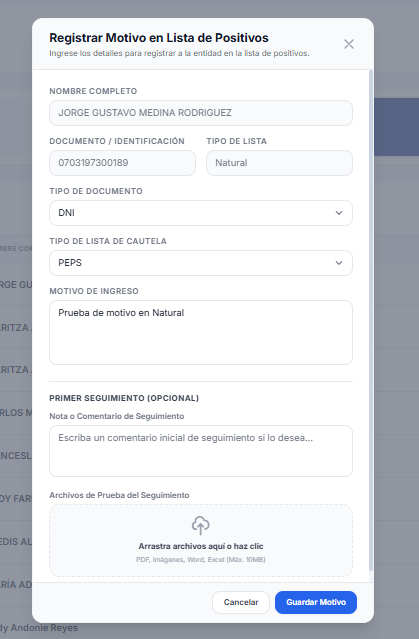 Registrar Motivo en Lista de Positivos
Ingrese los detalles para registrar a la entidad en la lista de positivos.
NOMBRE COMPLETO
JORGE GUSTAVO MEDINA RODRIGUEZ
DOCUMENTO / IDENTIFICACIÓN
TIPO DE LISTA
0703197300189
Natural
TIPO DE DOCUMENTO
DNI
TIPO DE LISTA DE CAUTELA
PEPS
MOTIVO DE INGRESO
Prueba de motivo en Natural
PRIMER SEGUIMIENTO (OPCIONAL)
Nota o Comentario de Seguimiento
Escriba un comentario inicial de seguimiento si lo desea...
Archivos de Prueba del Seguimiento
Arrastra archivos aquí o haz clic
PDF, Imágenes, Word, Excel (Máx. 10MB)
Cancelar
Guardar Motivo
Andonie Reyes